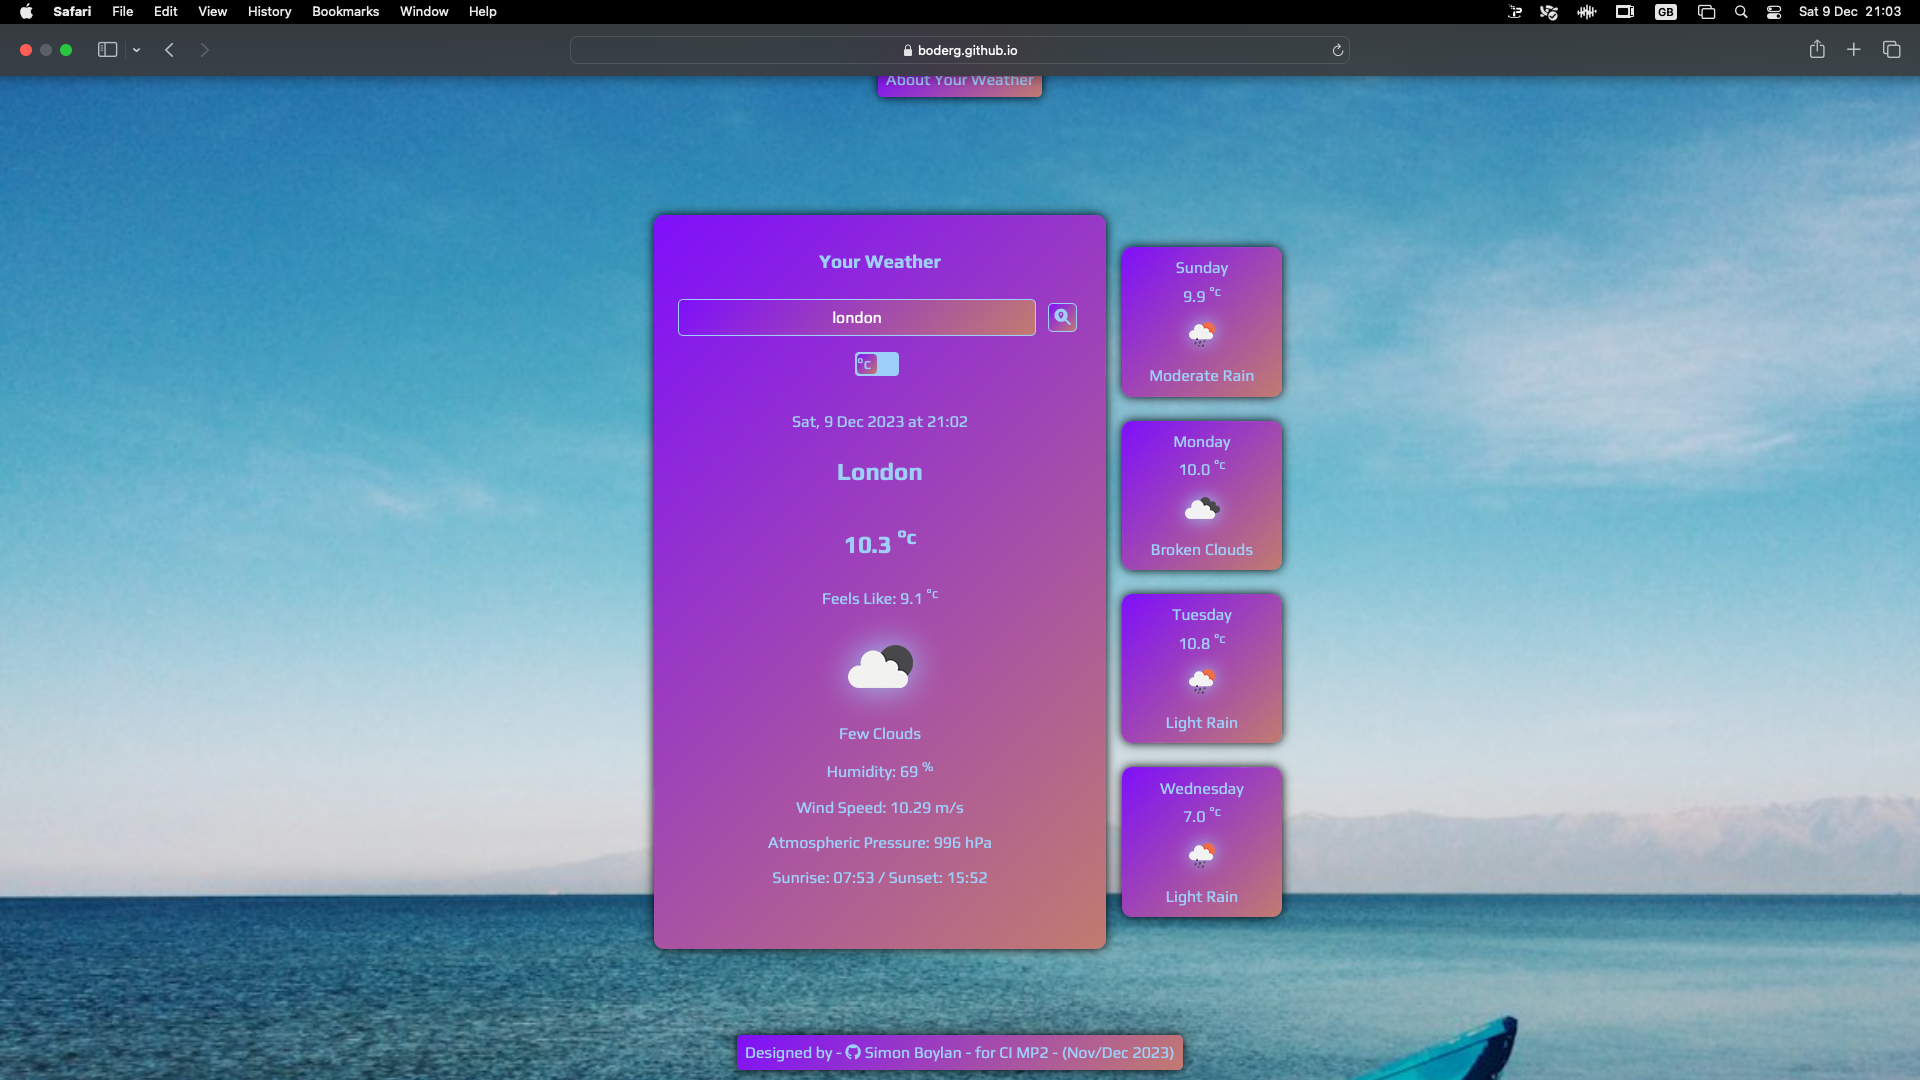 Safari File Edit View History Bookmarks Window Help GB Sat 9 Dec 21:03
boderg.github.io
About Your Weather
Your Weather
london
°C
Sat, 9 Dec 2023 at 21:02
London
10.3 °C
Feels Like: 9.1 °C
Few Clouds
Humidity: 69 %
Wind Speed: 10.29 m/s
Atmospheric Pressure: 996 hPa
Sunrise: 07:53 / Sunset: 15:52
Sunday
9.9 °C
Moderate Rain
Monday
10.0 °C
Broken Clouds
Tuesday
10.8 °C
Light Rain
Wednesday
7.0 °C
Light Rain
Designed by - Simon Boylan - for CI MP2 - (Nov/Dec 2023)